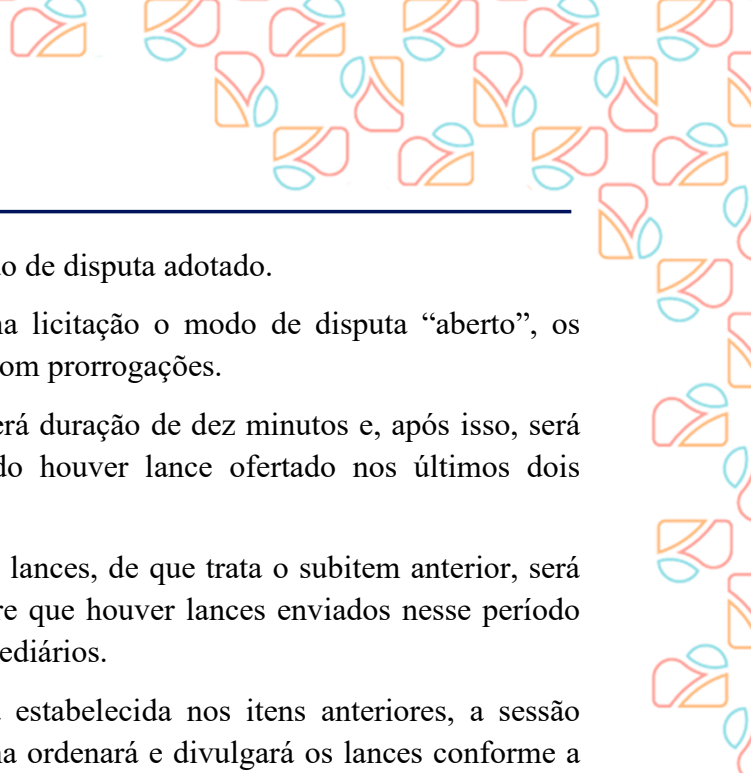 o de disputa adotado.
na licitação o modo de disputa “aberto”, os
om prorrogações.
erá duração de dez minutos e, após isso, será
do houver lance ofertado nos últimos dois
lances, de que trata o subitem anterior, será
re que houver lances enviados nesse período
ediários.
estabelecida nos itens anteriores, a sessão
na ordenará e divulgará os lances conforme a